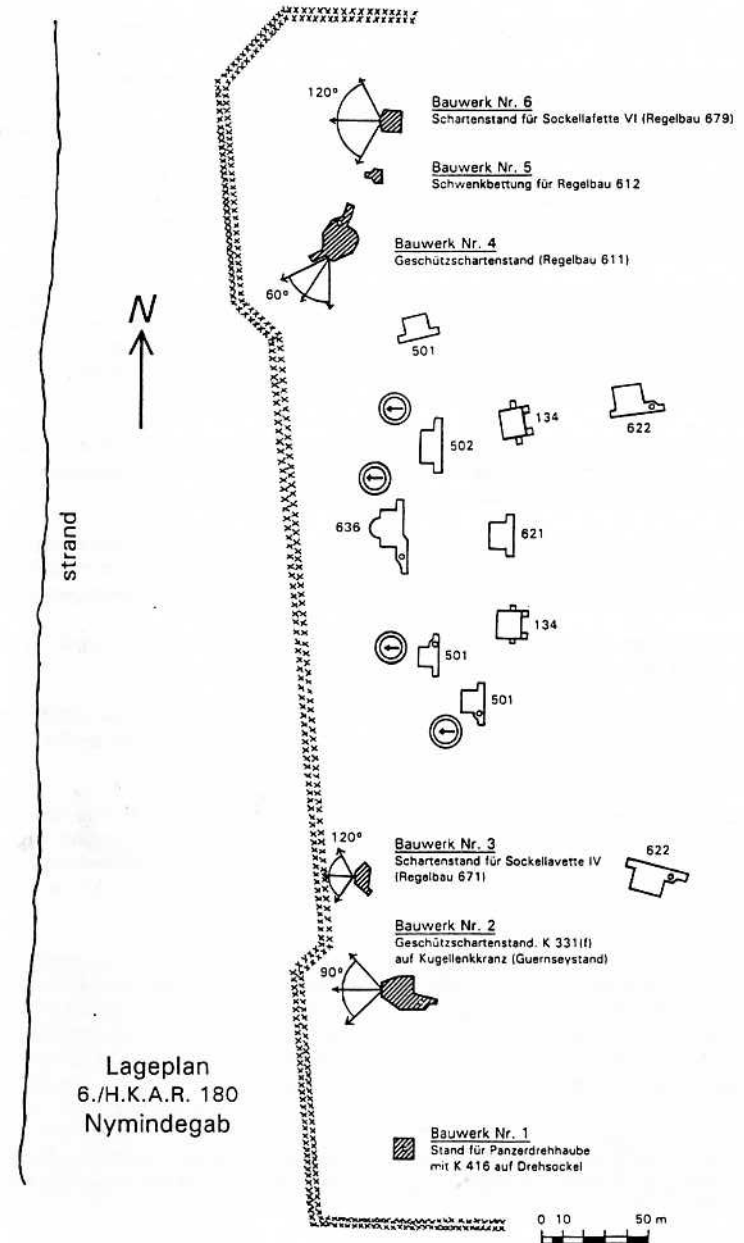 120°
Bauwerk Nr. 6
Schartenstand für Sockellafette VI (Regelbau 679)
Bauwerk Nr. 5
Schwenkbettung für Regelbau 612
Bauwerk Nr. 4
Geschützschartenstand (Regelbau 611)
60°
N
501
134
622
502
strand
636
621
134
501
501
120°
Bauwerk Nr. 3
Schartenstand für Sockellavette IV
(Regelbau 671)
622
Bauwerk Nr. 2
Geschützschartenstand. K 331(f)
auf Kugellenkkranz (Guernseystand)
90°
Lageplan
6./H.K.A.R. 180
Nymindegab
Bauwerk Nr. 1
Stand für Panzerdrehhaube
mit K 416 auf Drehsockel
0 10 50 m